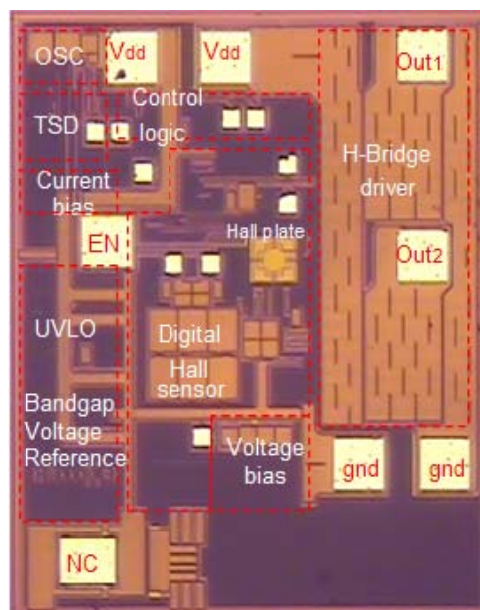 OSC
Vdd
Vdd
Out1
TSD
Control
logic
H-Bridge
driver
Current
bias
EN
Hall plate
Out2
UVLO
Digital
Hall
sensor
Bandgap
Voltage
Reference
Voltage
bias
gnd
gnd
NC